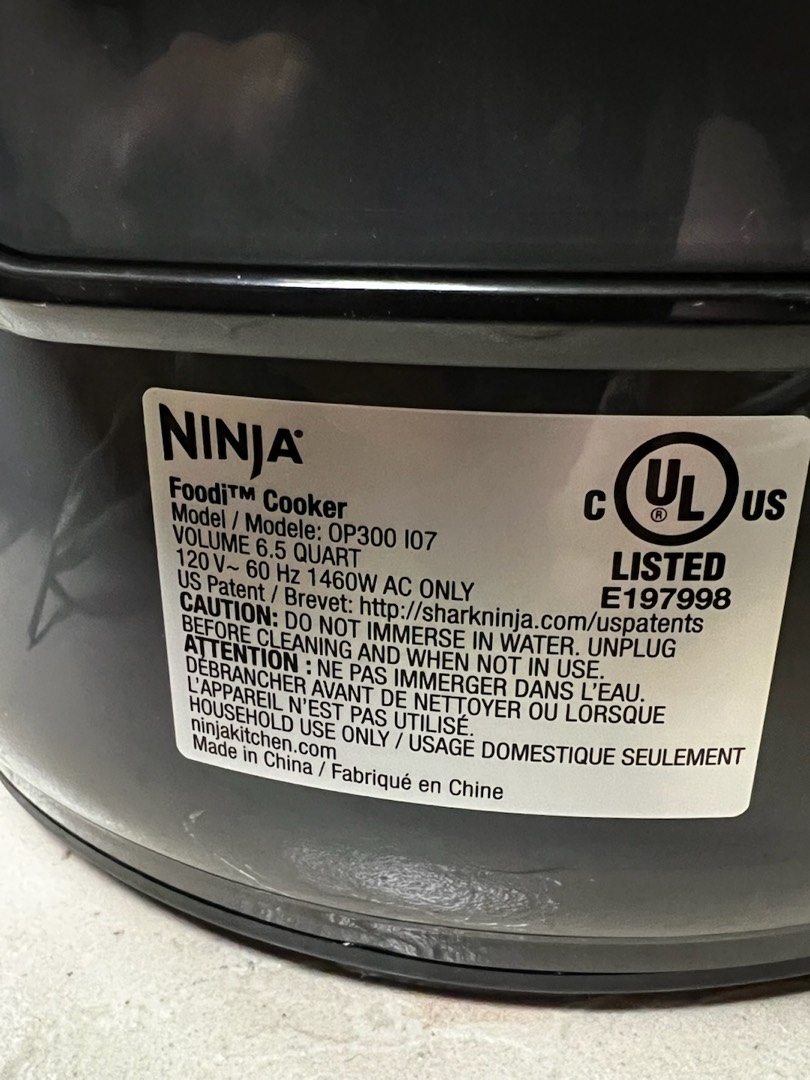 NINJA
Foodi™ Cooker
Model / Modele: OP300 I07
VOLUME 6.5 QUART
120 V~ 60 Hz 1460W AC ONLY
US Patent / Brevet: http://sharkninja.com/uspatents
CAUTION: DO NOT IMMERSE IN WATER. UNPLUG
BEFORE CLEANING AND WHEN NOT IN USE.
ATTENTION : NE PAS IMMERGER DANS L'EAU.
DÉBRANCHER AVANT DE NETTOYER OU LORSQUE
L'APPAREIL N'EST PAS UTILISÉ.
HOUSEHOLD USE ONLY / USAGE DOMESTIQUE SEULEMENT
ninjakitchen.com
Made in China / Fabriqué en Chine
C UL ® US
LISTED
E197998